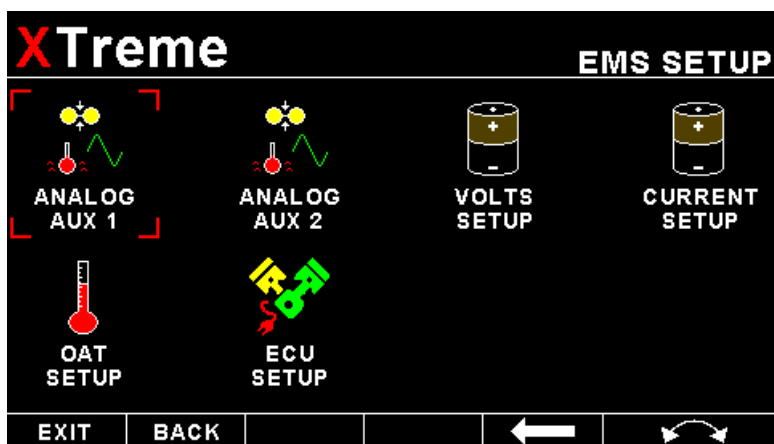 XTreme
EMS SETUP
ANALOG
AUX 1
ANALOG
AUX 2
VOLTS
SETUP
CURRENT
SETUP
OAT
SETUP
ECU
SETUP
EXIT BACK